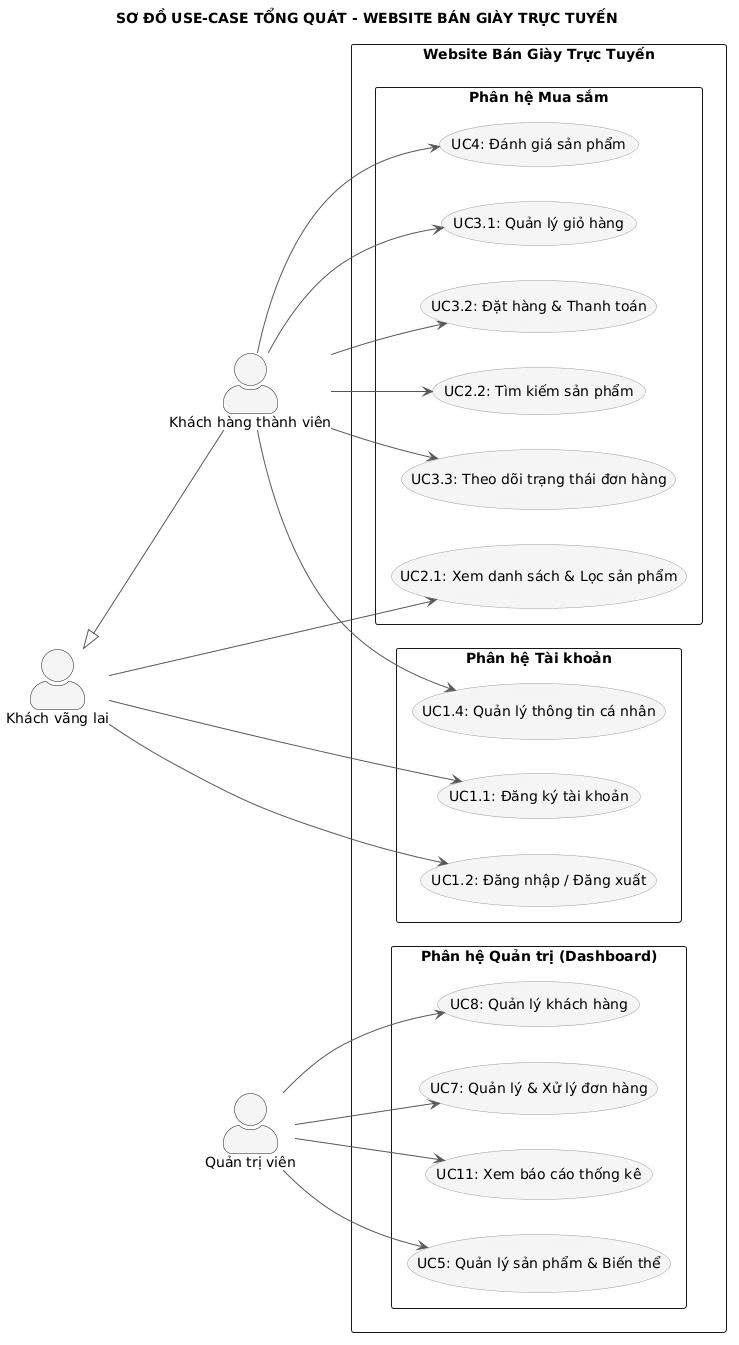 SƠ ĐỒ USE-CASE TỔNG QUÁT - WEBSITE BÁN GIÀY TRỰC TUYẾN
Website Bán Giày Trực Tuyến
Phân hệ Mua sắm
UC4: Đánh giá sản phẩm
UC3.1: Quản lý giỏ hàng
UC3.2: Đặt hàng & Thanh toán
UC2.2: Tìm kiếm sản phẩm
Khách hàng thành viên
UC3.3: Theo dõi trạng thái đơn hàng
UC2.1: Xem danh sách & Lọc sản phẩm
Phân hệ Tài khoản
UC1.4: Quản lý thông tin cá nhân
Khách vãng lai
UC1.1: Đăng ký tài khoản
UC1.2: Đăng nhập / Đăng xuất
Phân hệ Quản trị (Dashboard)
UC8: Quản lý khách hàng
UC7: Quản lý & Xử lý đơn hàng
Quản trị viên
UC11: Xem báo cáo thống kê
UC5: Quản lý sản phẩm & Biến thể